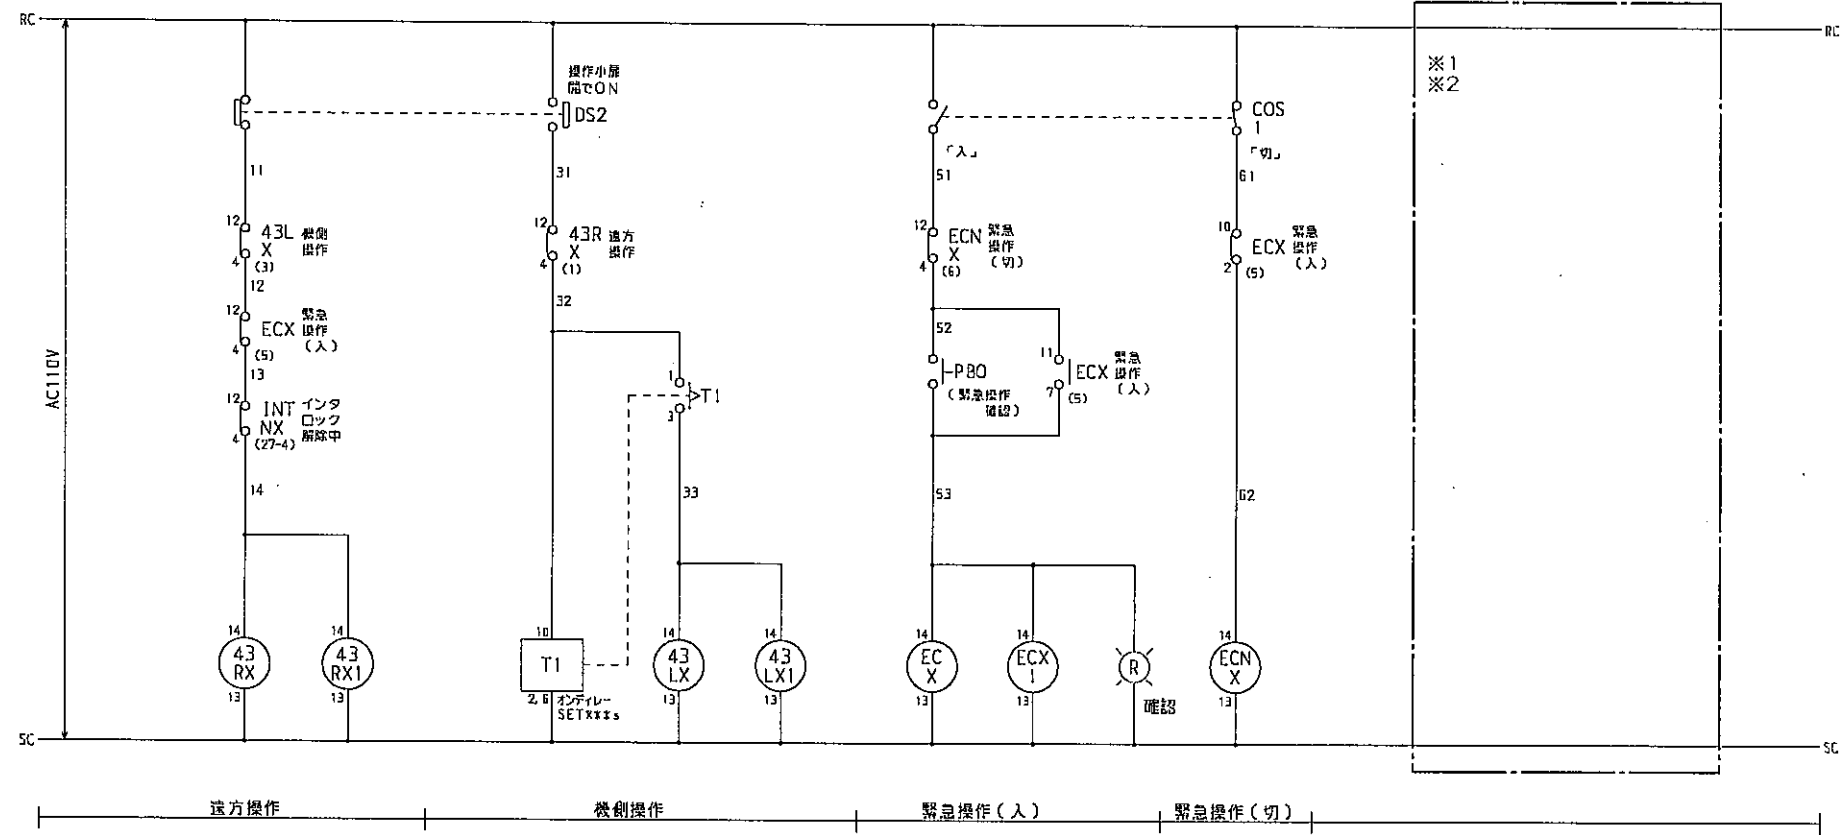 RC
RC
※1
※2
操作小扉
開でON
DS2
COS
1
「入」
「切」
11
31
51
61
12
43L 機側
X 操作
4
(3)
12
43R 遠方
X 操作
4
(1)
12
ECN 緊急
X 操作
(切)
4
(6)
10
ECX 緊急
操作
(入)
2
(5)
12
32
12
ECX 緊急
操作
(入)
4
(5)
13
52
PBO
(緊急操作
確認)
11
ECX 緊急
操作
(入)
7
(5)
1
T1
3
AC110V
12
INT インタ
NX ロック
解除中
4
(27-4)
14
33
53
62
14
43
RX
13
14
43
RX1
13
10
T1
2,6
オンディレー
SET***s
14
43
LX
13
14
43
LX1
13
14
EC
X
13
14
ECX
1
13
R
確認
14
ECN
X
13
SC
SC
遠方操作
機側操作
緊急操作(入)
緊急操作(切)